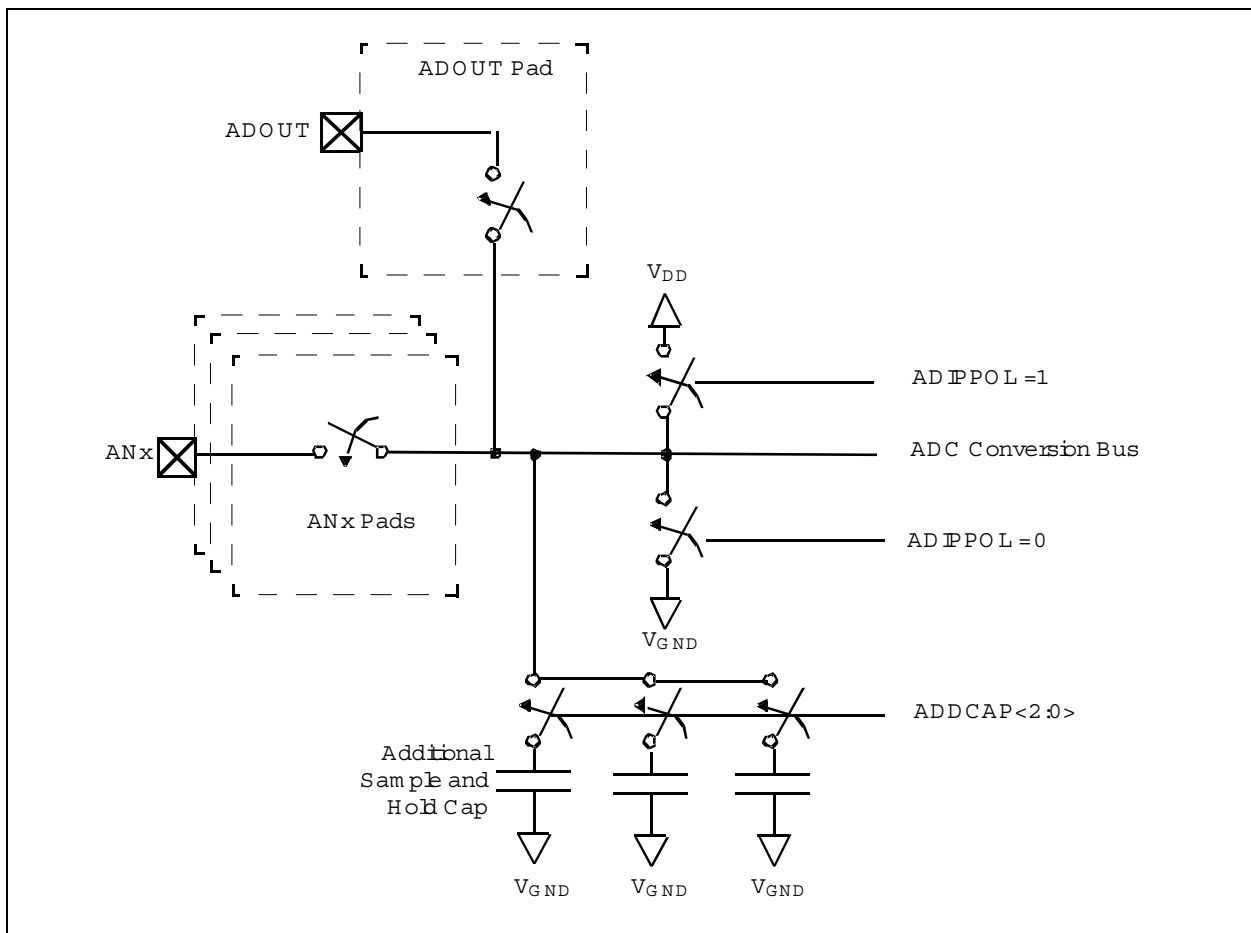 ADOUT Pad
ADOUT
VDD
ADIPPOL=1
ANx
ADC Conversion Bus
ANx Pads
ADIPPOL=0
VGND
ADDCAP<2:0>
Additional
Sample and
Hold Cap
VGND
VGND
VGND